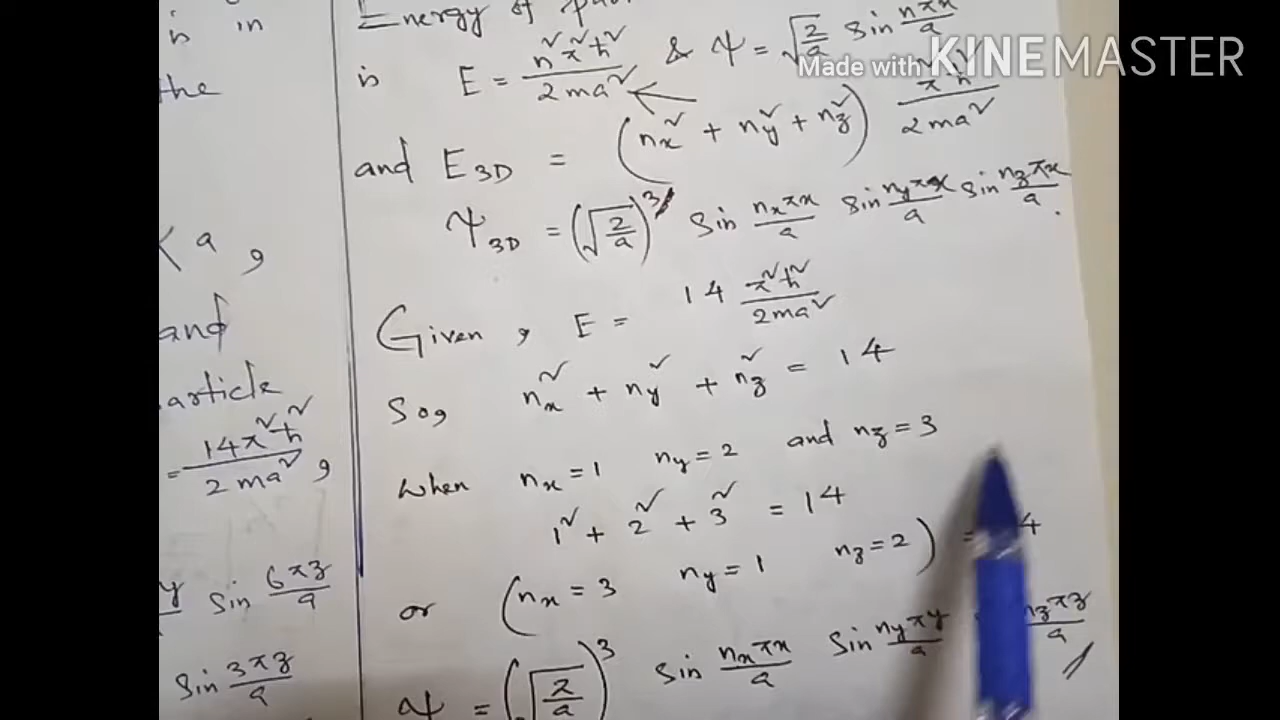 is in
the
< a ,
and
article
= 14π²ħ² / 2ma² ,
sin 6πz/a
sin 3πz/a
Energy of
is E = n²π²ħ² / 2ma² & Ψ = √(2/a) sin nπx/a
Made with KINEMASTER
and E3D = (nx² + ny² + nz²) π²ħ² / 2ma²
Ψ3D = (√(2/a))³ sin nxπx/a sin nyπx/a sin nzπx/a .
Given, E = 14 π²ħ² / 2ma²
So, nx² + ny² + nz² = 14
when nx = 1 ny = 2 and nz = 3
1² + 2² + 3² = 14
or (nx = 3 ny = 1 nz = 2) = 4
Ψ = (√(2/a))³ sin nxπx/a sin nyπy/a nzπz/a